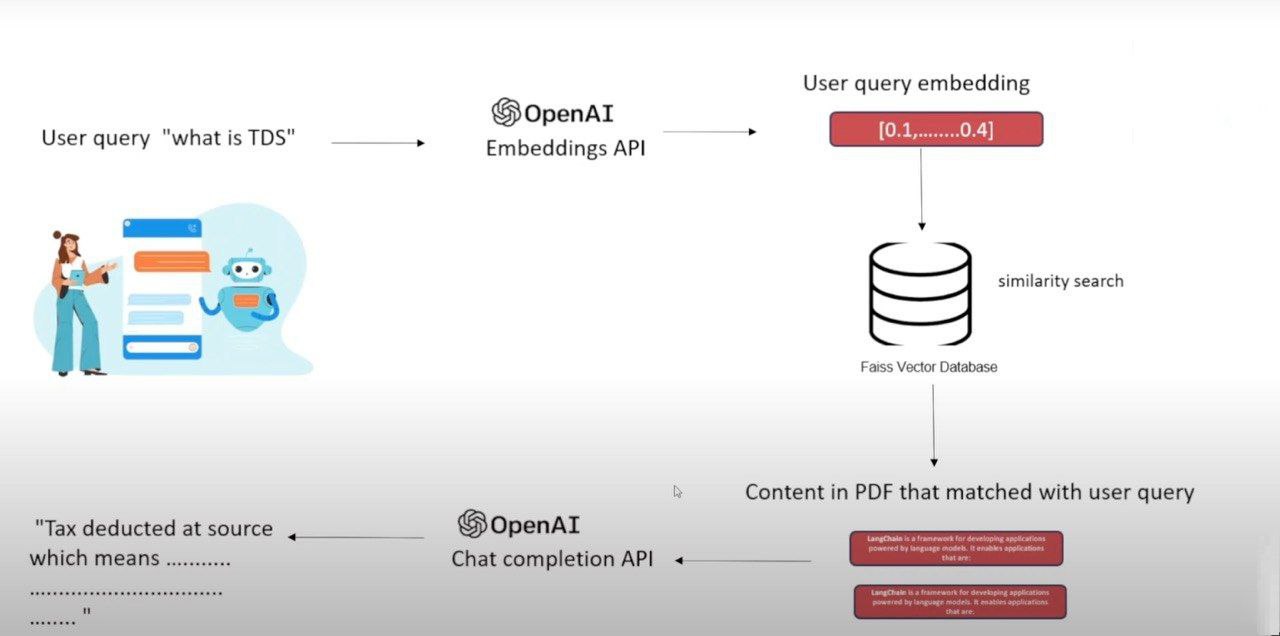 User query "what is TDS"
OpenAI
Embeddings API
User query embedding
[0.1,........0.4]
similarity search
Faiss Vector Database
Content in PDF that matched with user query
LangChain is a framework for developing applications
powered by language models. It enables applications
that are:
LangChain is a framework for developing applications
powered by language models. It enables applications
that are:
OpenAI
Chat completion API
"Tax deducted at source
which means ...........
.................................
........ "